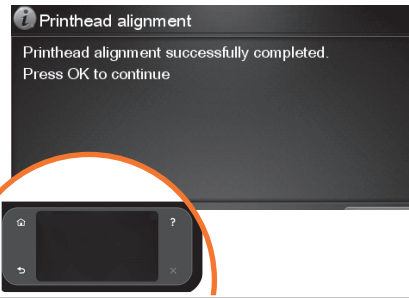 Printhead alignment
Printhead alignment successfully completed.
Press OK to continue
?